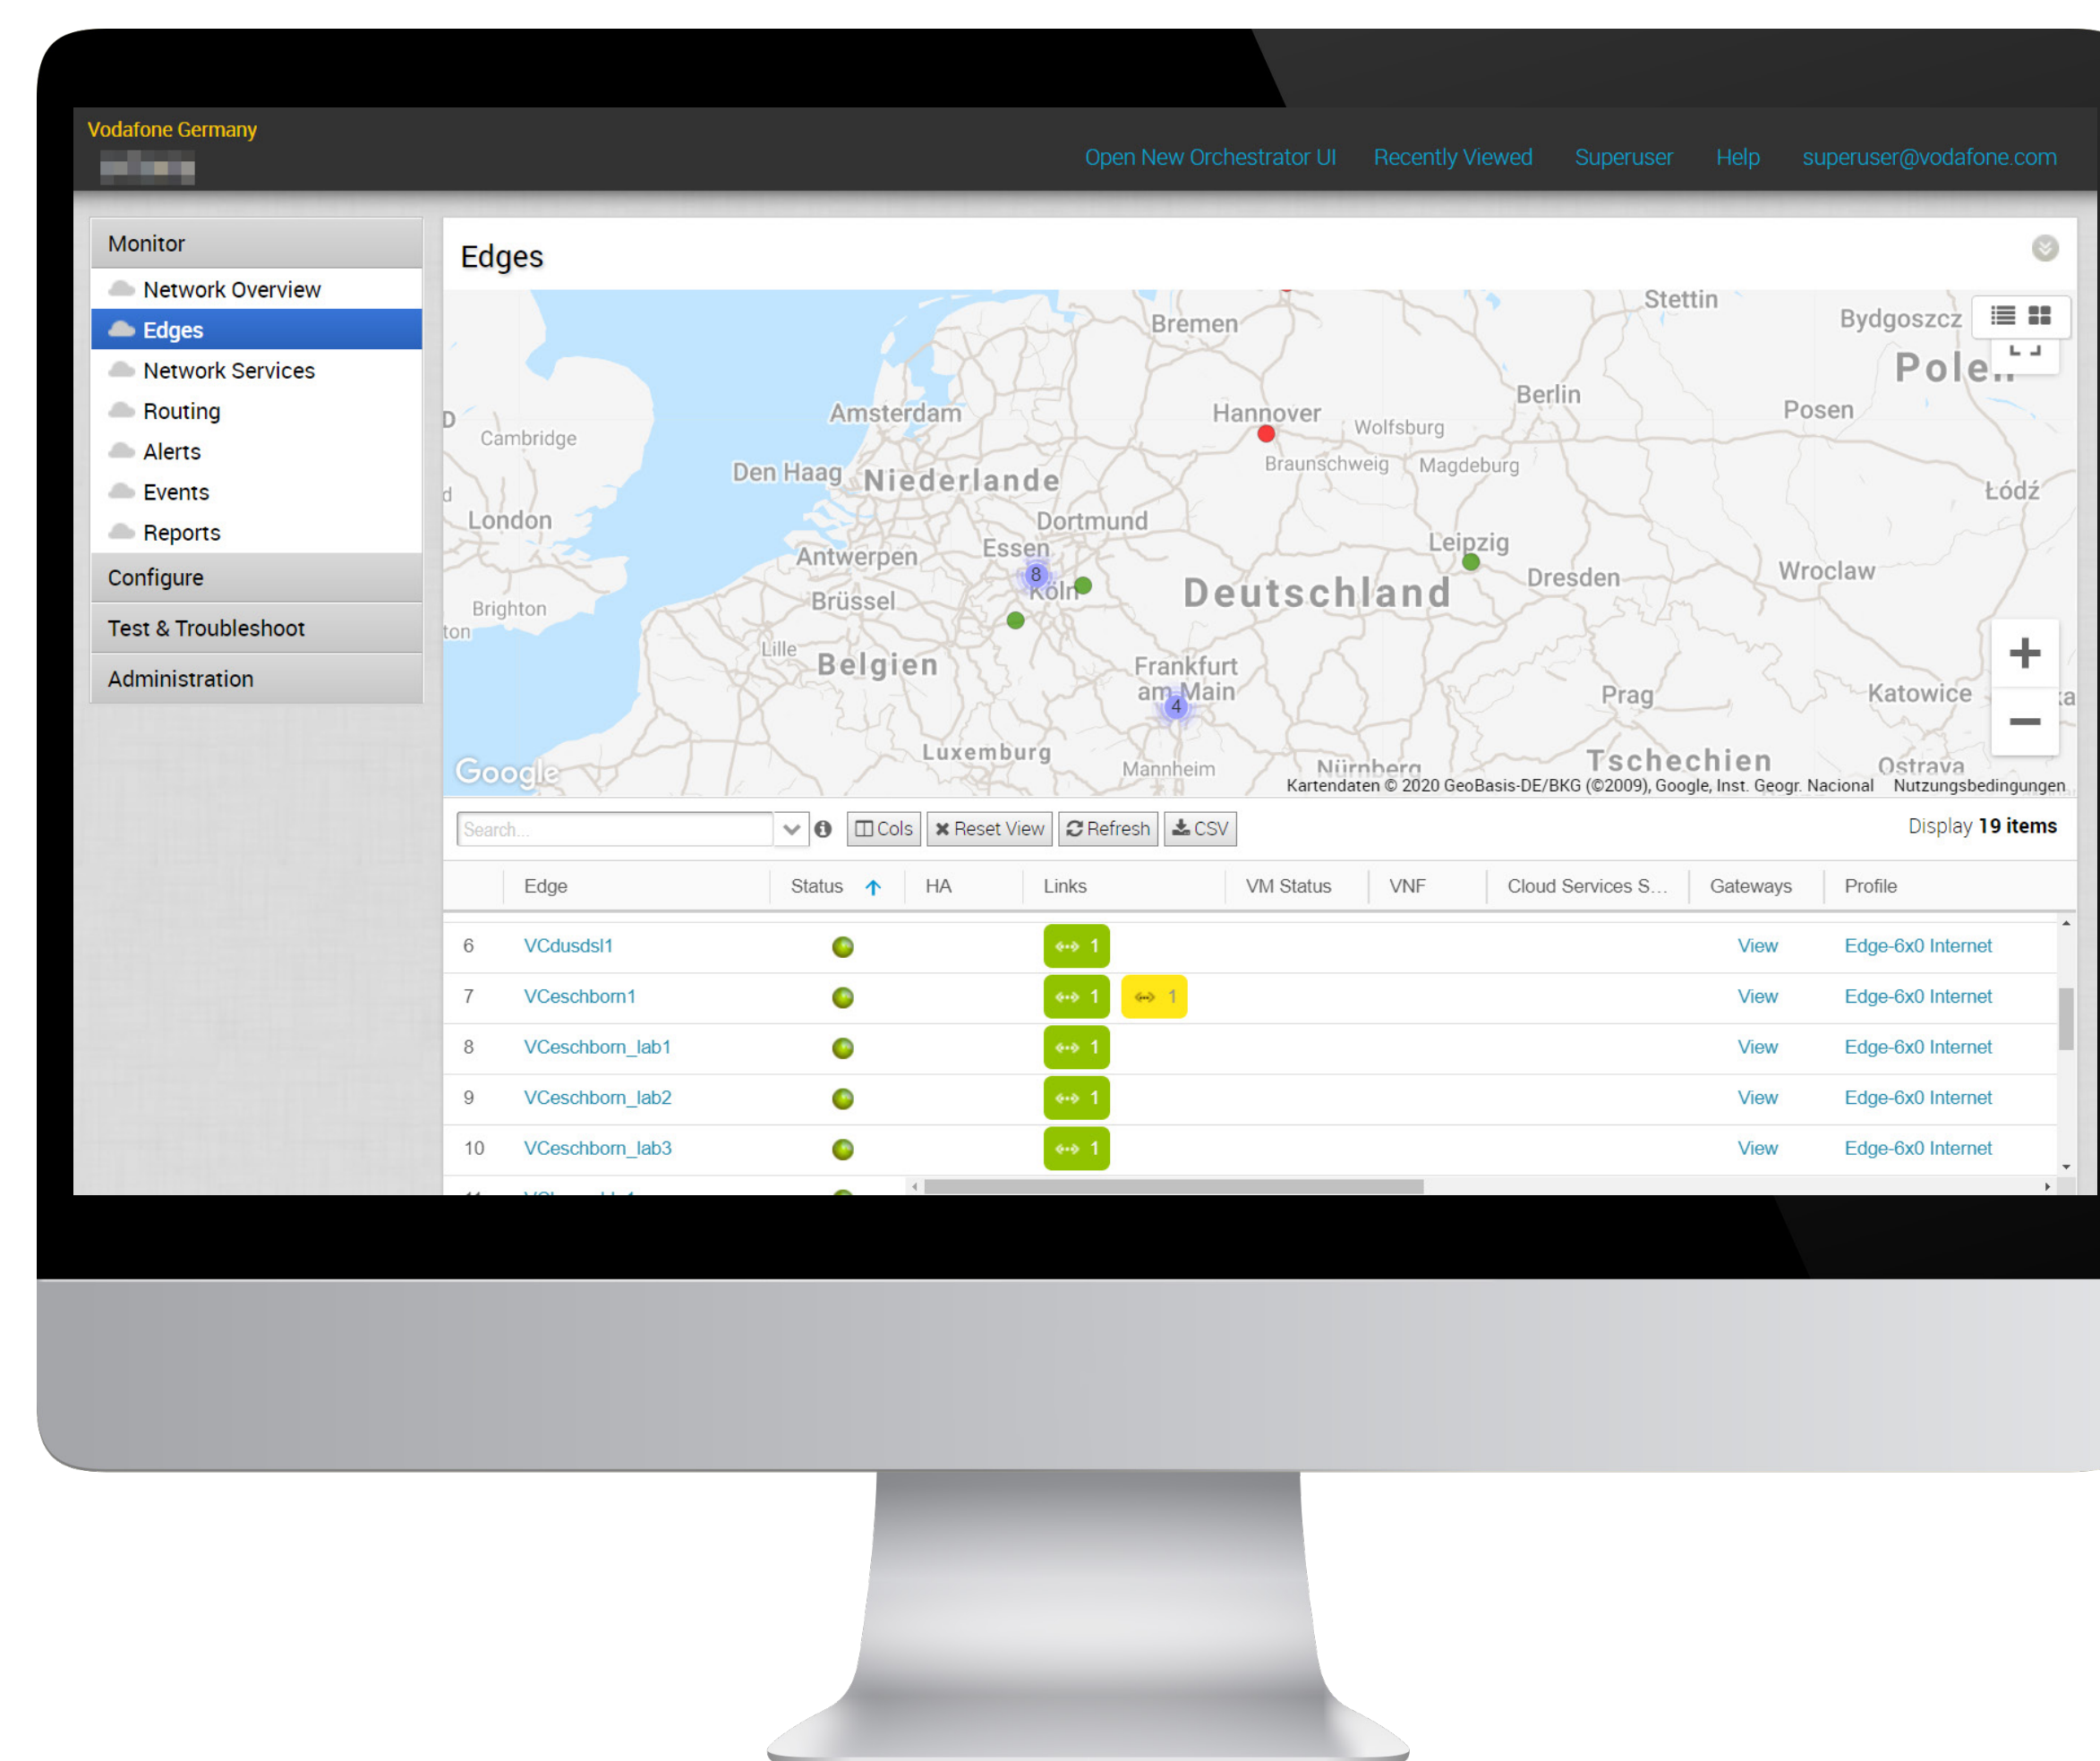 Vodafone Germany
Open New Orchestrator UI Recently Viewed Superuser Help superuser@vodafone.com
Monitor
Network Overview
Edges
Network Services
Routing
Alerts
Events
Reports
Configure
Test & Troubleshoot
Administration
Edges
Stettin
Bremen
Bydgoszcz
Berlin
Amsterdam
Hannover
Posen
D
Cambridge
Wolfsburg
Braunschweig
Magdeburg
Den Haag
Niederlande
d
Łódź
London
Dortmund
Leipzig
Essen
Antwerpen
8
Köln
Deutschland
Dresden
Wroclaw
Brüssel
Brighton
ton
Lille
Belgien
Frankfurt
am Main
4
Prag
Katowice
Luxemburg
Mannheim
Nürnberg
Tschechien
Ostrava
Google
Kartendaten © 2020 GeoBasis-DE/BKG (©2009), Google, Inst. Geogr. Nacional Nutzungsbedingungen
Search... Cols Reset View Refresh CSV Display 19 items
Edge Status HA Links VM Status VNF Cloud Services S... Gateways Profile
6 VCdusdsl1 1 View Edge-6x0 Internet
7 VCeschborn1 1 1 View Edge-6x0 Internet
8 VCeschborn_lab1 1 View Edge-6x0 Internet
9 VCeschborn_lab2 1 View Edge-6x0 Internet
10 VCeschborn_lab3 1 View Edge-6x0 Internet